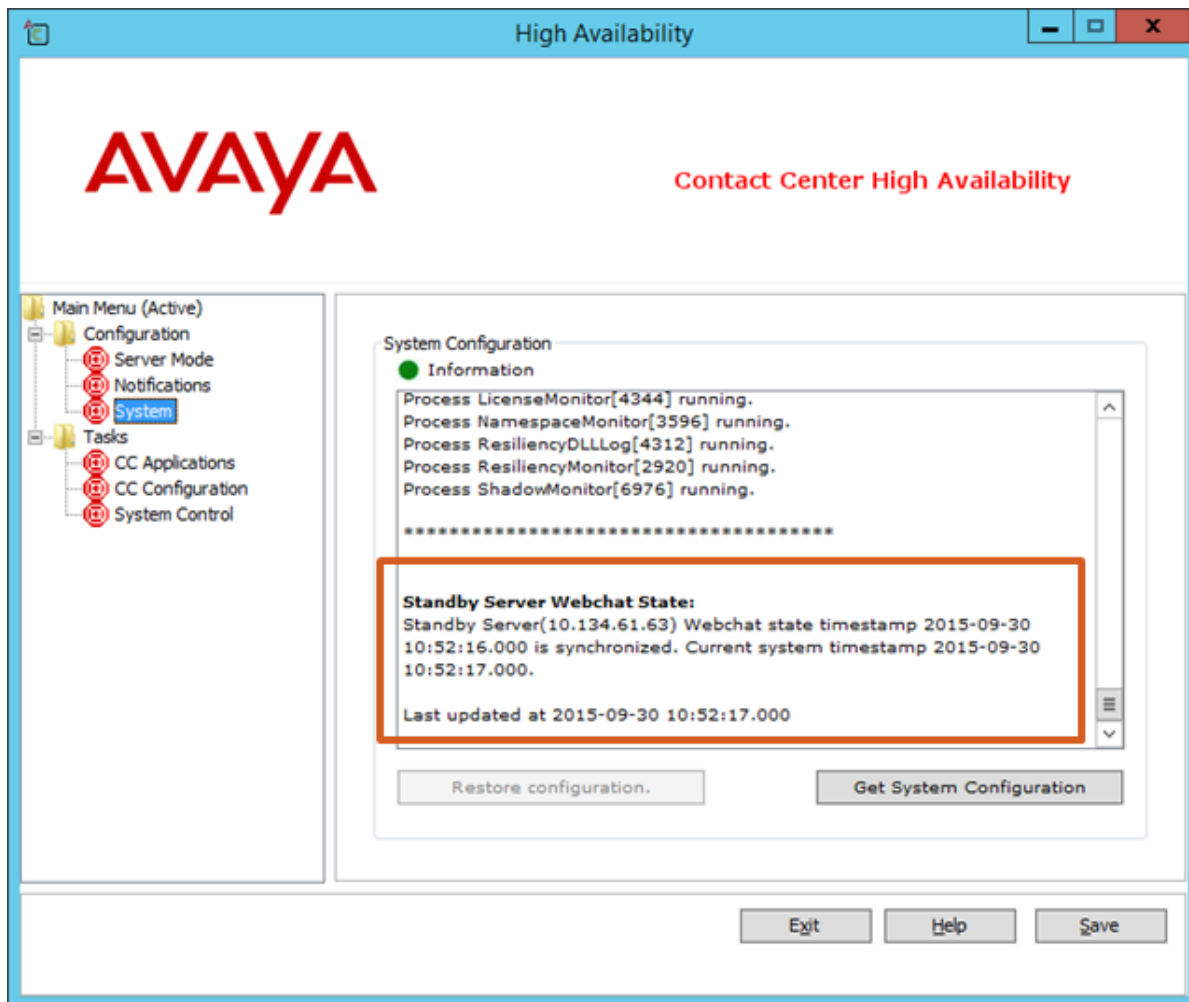 High Availability
AVAYA
Contact Center High Availability
Main Menu (Active)
Configuration
Server Mode
Notifications
System
Tasks
CC Applications
CC Configuration
System Control
System Configuration
Information
Process LicenseMonitor[4344] running.
Process NamespaceMonitor[3596] running.
Process ResiliencyDLLLog[4312] running.
Process ResiliencyMonitor[2920] running.
Process ShadowMonitor[6976] running.
****************************************
Standby Server Webchat State:
Standby Server(10.134.61.63) Webchat state timestamp 2015-09-30
10:52:16.000 is synchronized. Current system timestamp 2015-09-30
10:52:17.000.
Last updated at 2015-09-30 10:52:17.000
Restore configuration.
Get System Configuration
Exit
Help
Save